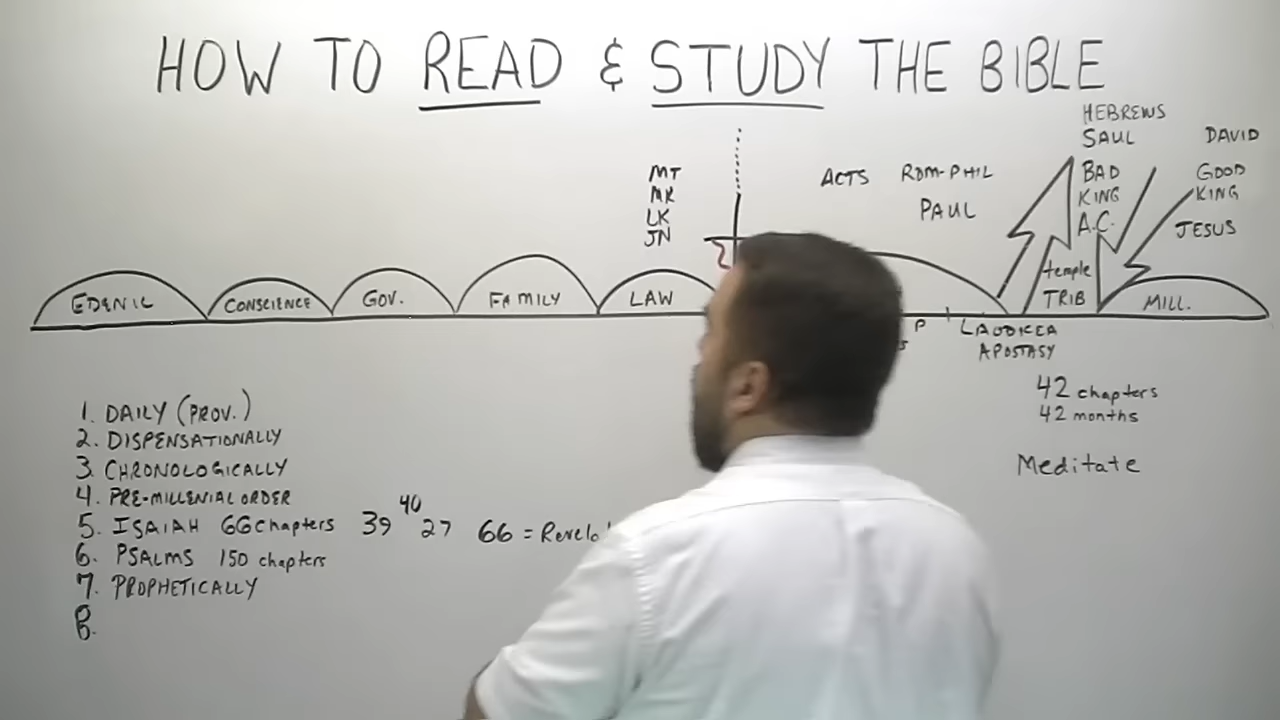 HOW TO READ & STUDY THE BIBLE
HEBREWS
SAUL
DAVID
MT
MK
LK
JN
ACTS
ROM-PHIL
PAUL
BAD
KING
A.C.
GOOD
KING
JESUS
EDENIC
CONSCIENCE
GOV.
FAMILY
LAW
temple
TRIB
MILL.
P
S
LAODICEA
APOSTASY
42 chapters
42 months
Meditate
1. DAILY (PROV.)
2. DISPENSATIONALLY
3. CHRONOLOGICALLY
4. PRE-MILLENIAL ORDER
5. ISAIAH 66 chapters 39 40 27 66 =
6. PSALMS 150 chapters
7. PROPHETICALLY
8.